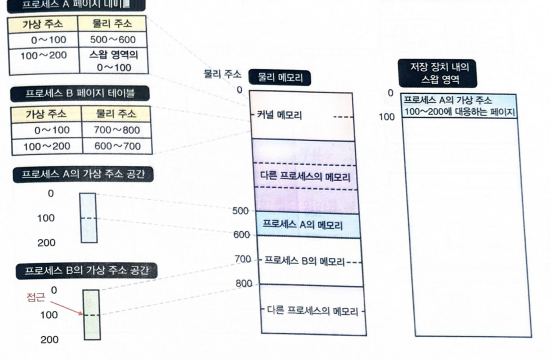 프로세스 A 페이지 테이블
가상 주소 물리 주소
0~100 500~600
100~200 스왑 영역의
0~100
프로세스 B 페이지 테이블
가상 주소 물리 주소
0~100 700~800
100~200 600~700
프로세스 A의 가상 주소 공간
0
100
200
프로세스 B의 가상 주소 공간
0
접근
100
200
물리 주소 물리 메모리
0
커널 메모리
다른 프로세스의 메모리
500
프로세스 A의 메모리
600
700 프로세스 B의 메모리
800
다른 프로세스의 메모리
저장 장치 내의
스왑 영역
0
프로세스 A의 가상 주소
100 100~200에 대응하는 페이지